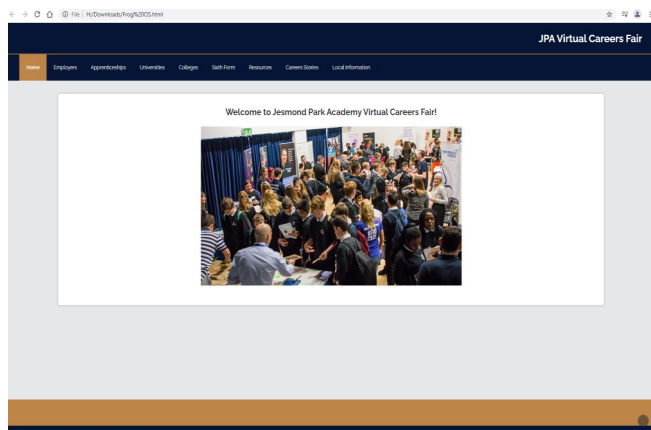 File H:/Downloads/Frog%20OS.html
JPA Virtual Careers Fair
Home Employers Apprenticeships Universities Colleges Sixth Form Resources Careers Stories Local Information
Welcome to Jesmond Park Academy Virtual Careers Fair!